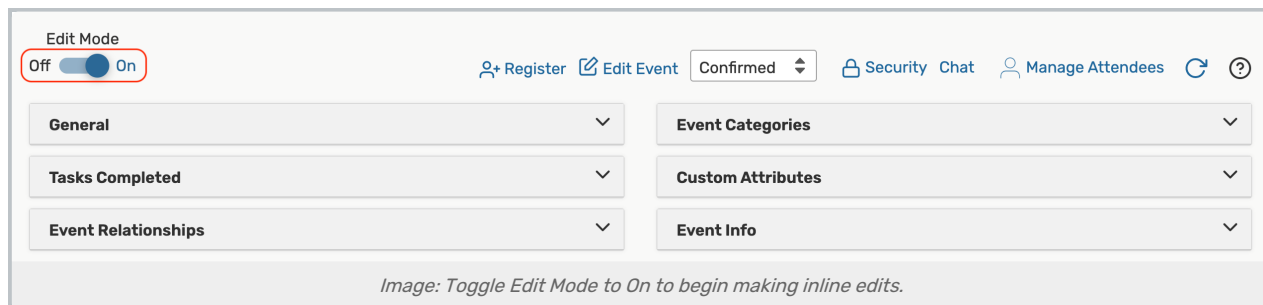 Edit Mode
Off On
Register Edit Event Confirmed Security Chat Manage Attendees ?
General
Event Categories
Tasks Completed
Custom Attributes
Event Relationships
Event Info
Image: Toggle Edit Mode to On to begin making inline edits.